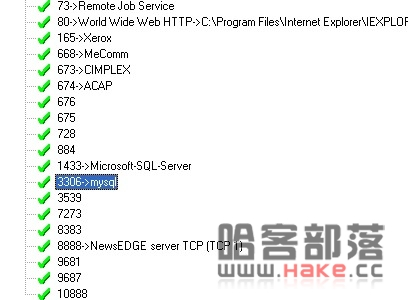 73->Remote Job Service
80->World Wide Web HTTP->C:\Program Files\Internet Explorer\IEXPLOR
165->Xerox
668->MeComm
673->CIMPLEX
674->ACAP
676
675
728
884
1433->Microsoft-SQL-Server
3306->mysql
3539
7273
8383
8888->NewsEDGE server TCP (TCP 1)
9681
9687
10888
哈客部落
www.Hake.cc